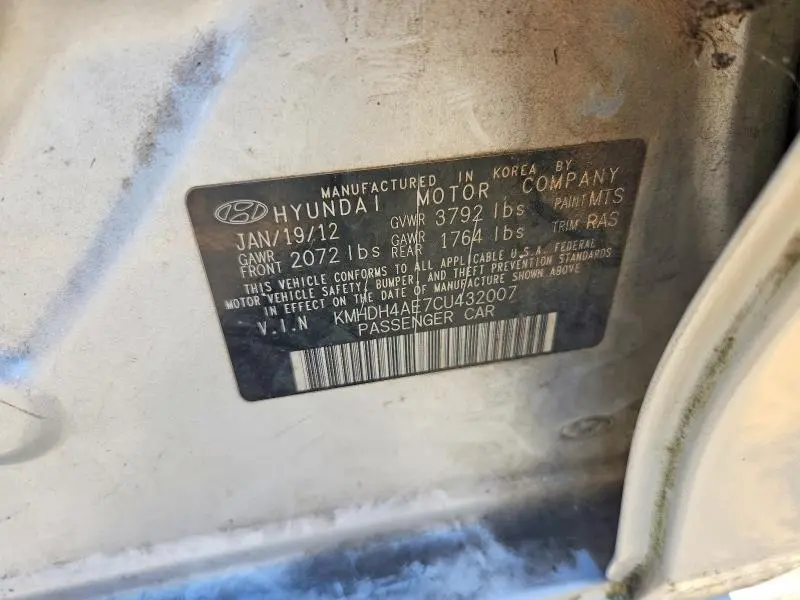 MANUFACTURED IN KOREA BY
HYUNDAI MOTOR COMPANY
JAN/19/12 GVWR 3792 lbs PAINT MTS
GAWR FRONT 2072 lbs GAWR REAR 1764 lbs TRIM RAS
THIS VEHICLE CONFORMS TO ALL APPLICABLE U.S.A. FEDERAL
MOTOR VEHICLE SAFETY, BUMPER, AND THEFT PREVENTION STANDARDS
IN EFFECT ON THE DATE OF MANUFACTURE SHOWN ABOVE
V.I.N KMHDH4AE7CU432007
PASSENGER CAR